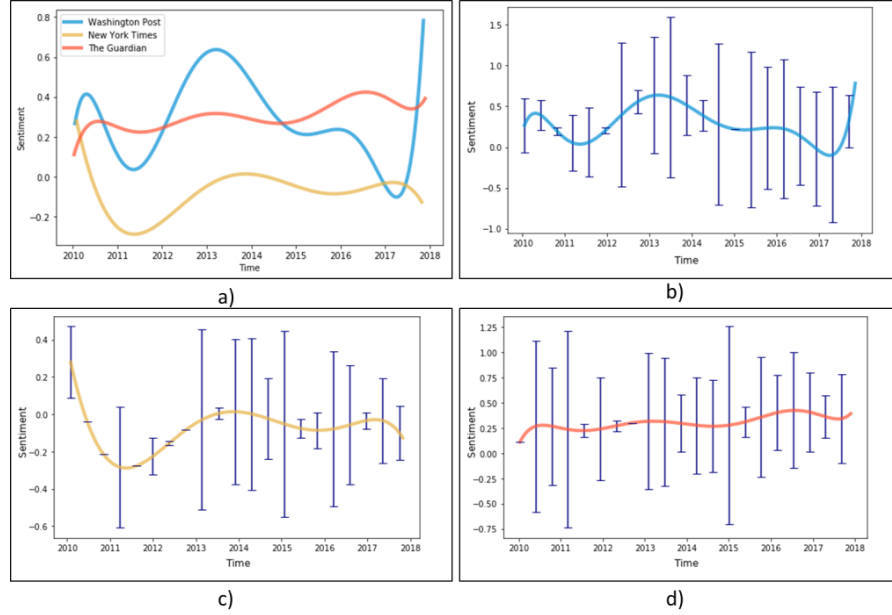 0.8
Washington Post
New York Times
The Guardian
0.6
0.4
0.2
0.0
−0.2
Sentiment
2010 2011 2012 2013 2014 2015 2016 2017 2018
Time
a)
1.5
1.0
0.5
0.0
−0.5
−1.0
Sentiment
2010 2011 2012 2013 2014 2015 2016 2017 2018
Time
b)
0.4
0.2
0.0
−0.2
−0.4
−0.6
Sentiment
2010 2011 2012 2013 2014 2015 2016 2017 2018
Time
c)
1.25
1.00
0.75
0.50
0.25
0.00
0.25
0.50
0.75
Sentiment
2010 2011 2012 2013 2014 2015 2016 2017 2018
Time
d)